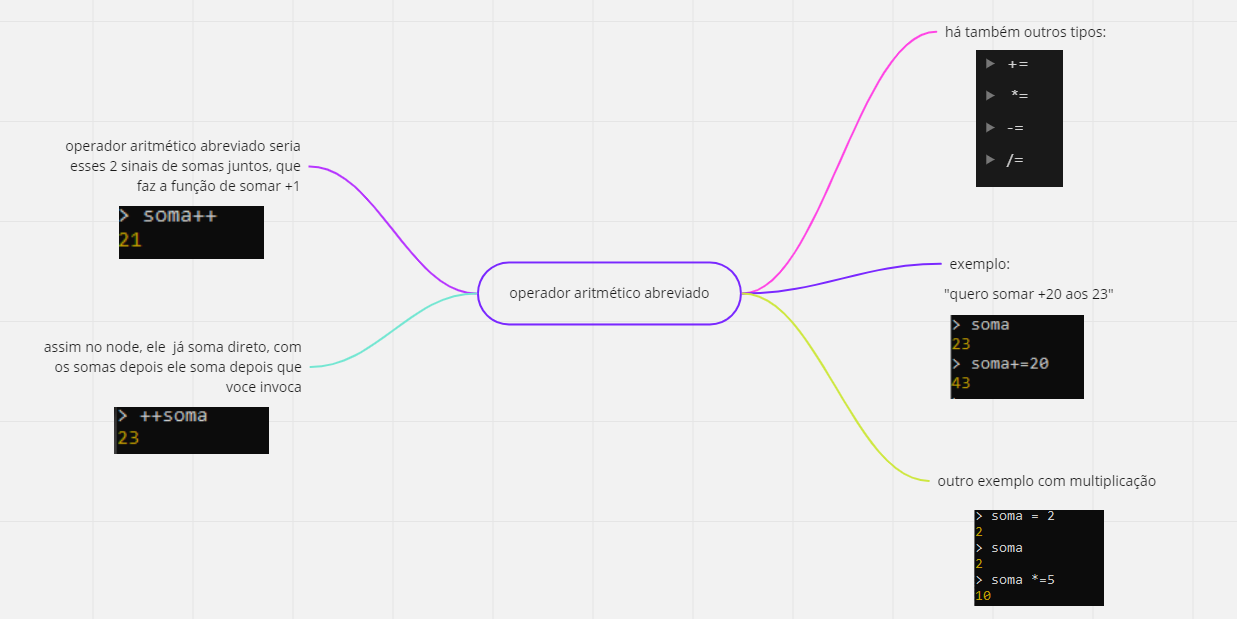 operador aritmético abreviado
operador aritmético abreviado seria
esses 2 sinais de somas juntos, que
faz a função de somar +1
> soma++
21
assim no node, ele já soma direto, com
os somas depois ele soma depois que
voce invoca
> ++soma
23
há também outros tipos:
+=
*=
-=
/=
exemplo:
"quero somar +20 aos 23"
> soma
23
> soma+=20
43
outro exemplo com multiplicação
> soma = 2
2
> soma
2
> soma *=5
10